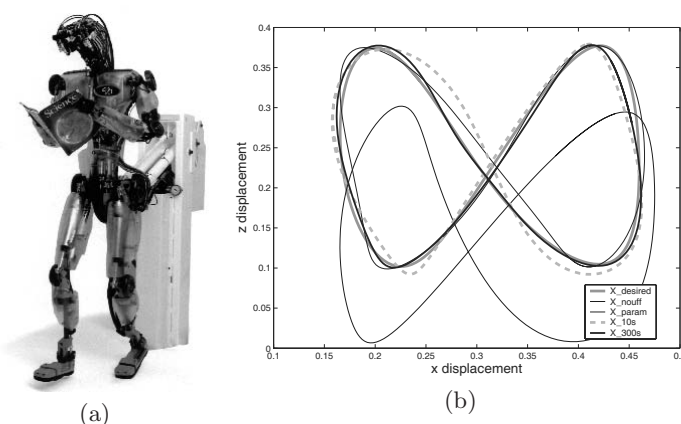 Science
0.4
0.35
0.3
0.25
0.2
0.15
0.1
0.05
0
z displacement
0.1
0.15
0.2
0.25
0.3
0.35
0.4
0.45
0.
x displacement
X_desired
X_nouff
X_param
X_10s
X_300s
(a)
(b)